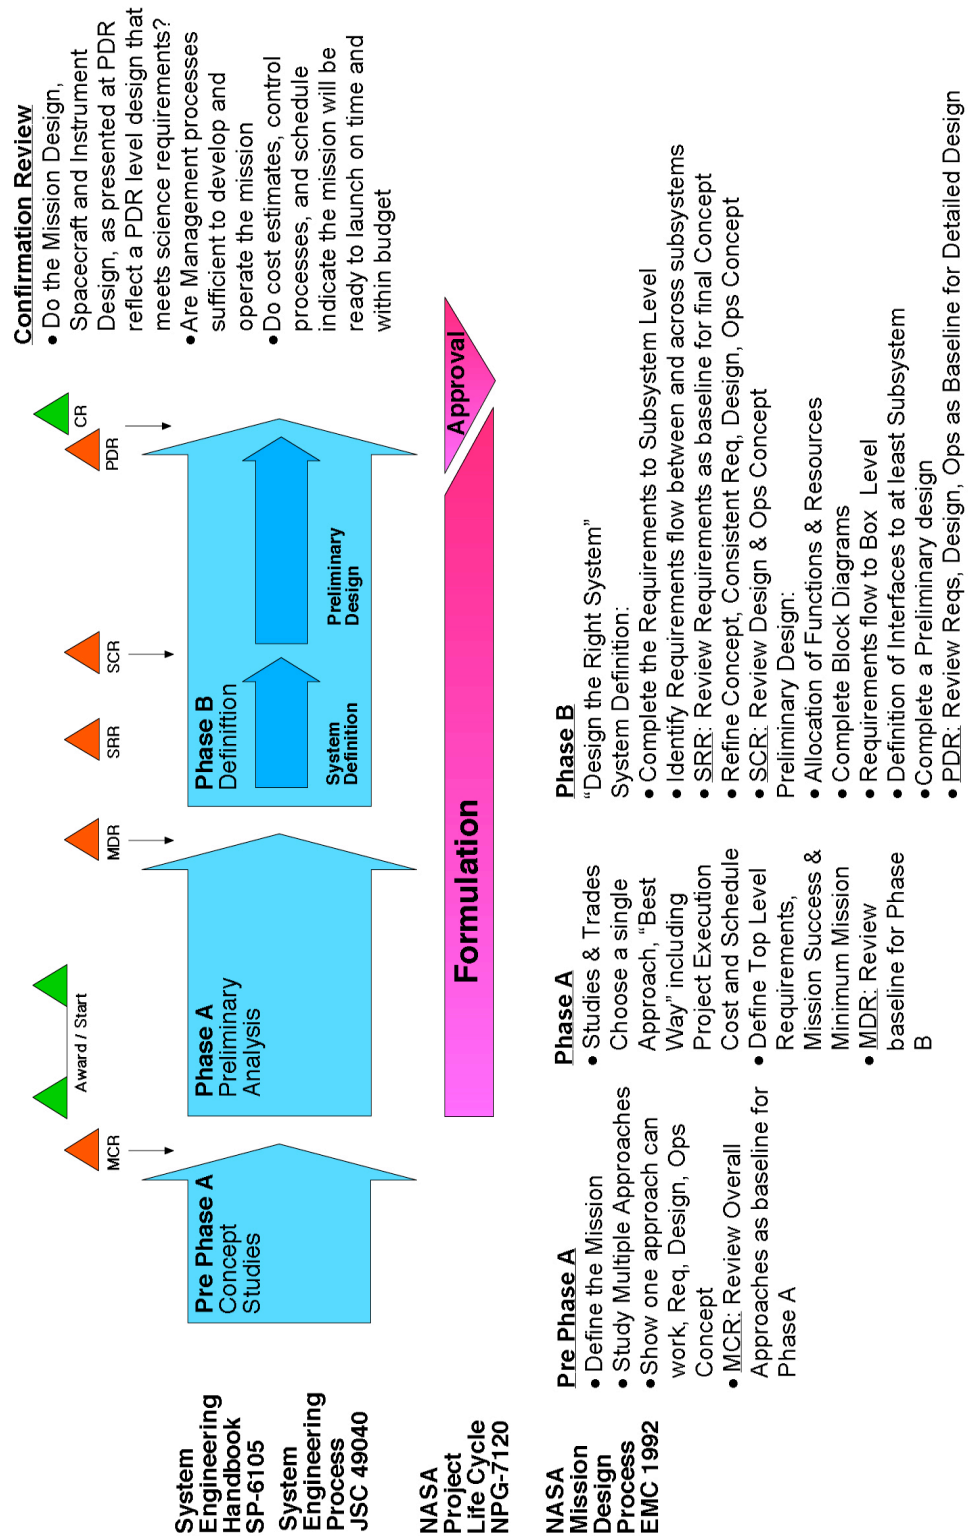 Confirmation Review
• Do the Mission Design,
Spacecraft and Instrument
Design, as presented at PDR
reflect a PDR level design that
meets science requirements?
• Are Management processes
sufficient to develop and
operate the mission
• Do cost estimates, control
processes, and schedule
indicate the mission will be
ready to launch on time and
within budget
MCR
Award / Start
MDR
SRR
SCR
PDR
CR
System
Engineering
Handbook
SP-6105
System
Engineering
Process
JSC 49040
Pre Phase A
Concept
Studies
Phase A
Preliminary
Analysis
Phase B
Definiftion
System
Definition
Preliminary
Design
NASA
Project
Life Cycle
NPG-7120
Formulation
Approval
NASA
Mission
Design
Process
EMC 1992
Pre Phase A
• Define the Mission
• Study Multiple Approaches
• Show one approach can
work, Req, Design, Ops
Concept
• MCR: Review Overall
Approaches as baseline for
Phase A
Phase A
• Studies & Trades
Choose a single
Approach, “Best
Way” including
Project Execution
Cost and Schedule
• Define Top Level
Requirements,
Mission Success &
Minimum Mission
• MDR: Review
baseline for Phase
B
Phase B
“Design the Right System”
System Definition:
• Complete the Requirements to Subsystem Level
• Identify Requirements flow between and across subsystems
• SRR: Review Requirements as baseline for final Concept
• Refine Concept, Consistent Req, Design, Ops Concept
• SCR: Review Design & Ops Concept
Preliminary Design:
• Allocation of Functions & Resources
• Complete Block Diagrams
• Requirements flow to Box Level
• Definition of Interfaces to at least Subsystem
• Complete a Preliminary design
• PDR: Review Reqs, Design, Ops as Baseline for Detailed Design